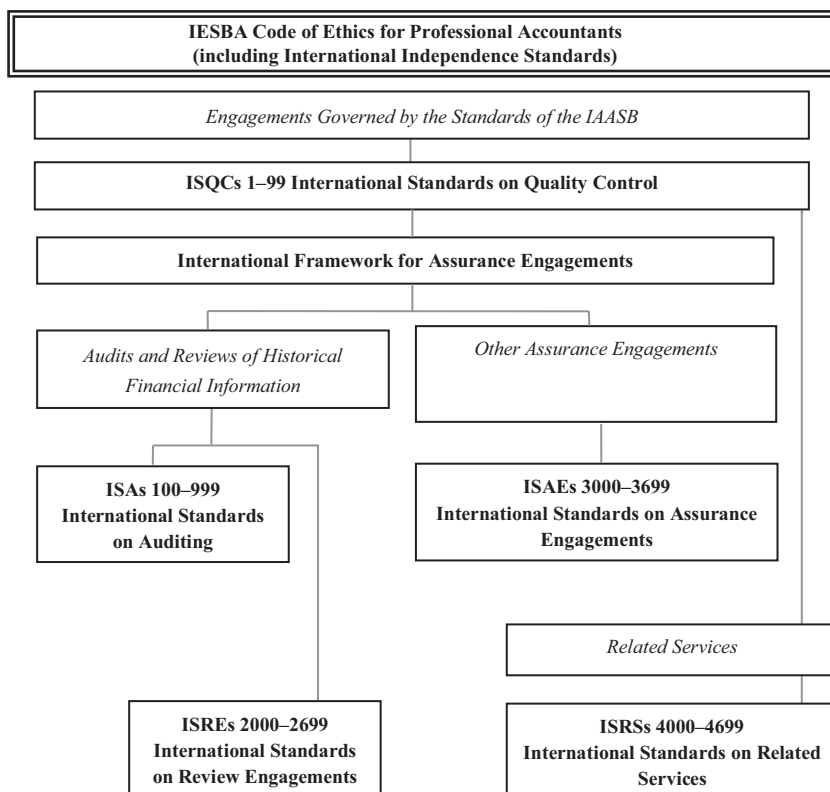 IESBA Code of Ethics for Professional Accountants
(including International Independence Standards)
Engagements Governed by the Standards of the IAASB
ISQCs 1–99 International Standards on Quality Control
International Framework for Assurance Engagements
Audits and Reviews of Historical
Financial Information
Other Assurance Engagements
ISAs 100–999
International Standards
on Auditing
ISAEs 3000–3699
International Standards on Assurance
Engagements
Related Services
ISREs 2000–2699
International Standards
on Review Engagements
ISRSs 4000–4699
International Standards on Related
Services